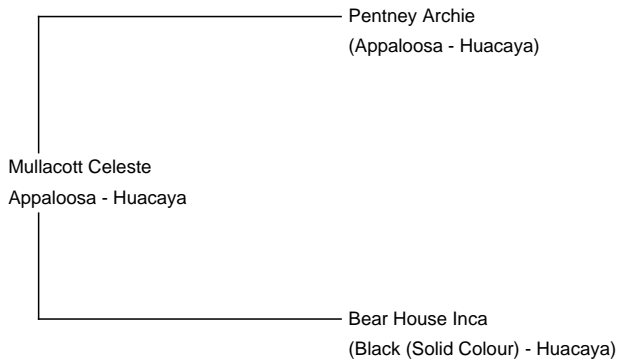 Pentney Archie
(Appaloosa - Huacaya)
Mullacott Celeste
Appaloosa - Huacaya
Bear House Inca
(Black (Solid Colour) - Huacaya)